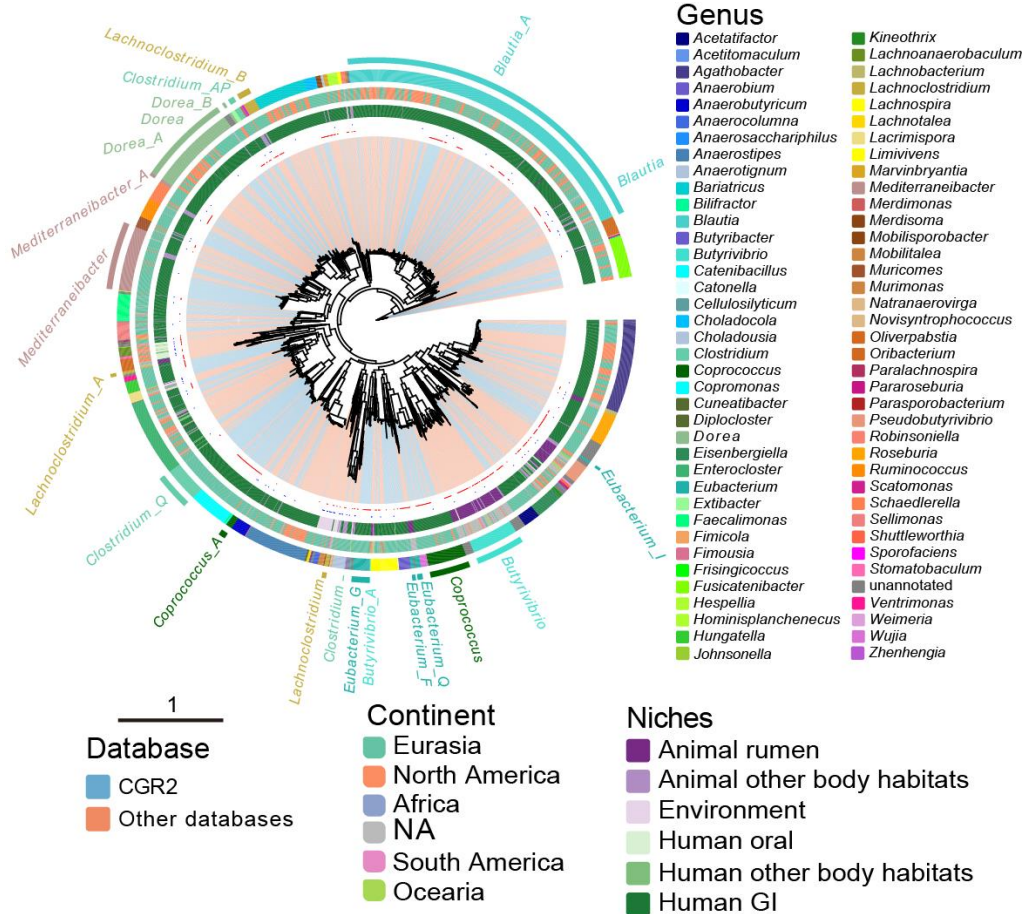 Blautia_A
Lachnoclostridium_B
Clostridium_AP
Dorea_B
Dorea
Dorea_A
Mediterraneibacter_A
Mediterraneibacter
Lachnoclostridium_A
Clostridium_Q
Coprococcus_A
Lachnoclostridium
Clostridium
Eubacterium_G
Butyrivibrio_A
Eubacterium_F
Eubacterium_Q
Coprococcus
Butyrivibrio
Eubacterium_I
Blautia
Genus
Acetatifactor
Acetitomaculum
Agathobacter
Anaerobium
Anaerobutyricum
Anaerocolumna
Anaerosacchariphilus
Anaerostipes
Anaerotignum
Bariatricus
Bilifractor
Blautia
Butyribacter
Butyrivibrio
Catenibacillus
Catonella
Cellulosilyticum
Choladocola
Choladousia
Clostridium
Coprococcus
Copromonas
Cuneatibacter
Diplocloster
Dorea
Eisenbergiella
Enterocloster
Eubacterium
Extibacter
Faecalimonas
Fimicola
Fimousia
Frisingicoccus
Fusicatenibacter
Hespellia
Hominisplanchenecus
Hungatella
Johnsonella
Kineothrix
Lachnoanaerobaculum
Lachnobacterium
Lachnoclostridium
Lachnospira
Lachnotalea
Lacrimispora
Limivivens
Marvinbryantia
Mediterraneibacter
Merdimonas
Merdisoma
Mobilisporobacter
Mobilitalea
Muricomes
Murimonas
Natranaerovirga
Novisyntrophococcus
Oliverpabstia
Oribacterium
Paralachnospira
Pararoseburia
Parasporobacterium
Pseudobutyrivibrio
Robinsoniella
Roseburia
Ruminococcus
Scatomonas
Schaedlerella
Sellimonas
Shuttleworthia
Sporofaciens
Stomatobaculum
unannotated
Ventrimonas
Weimeria
Wujia
Zhenhengia
1
Database
CGR2
Other databases
Continent
Eurasia
North America
Africa
NA
South America
Ocearia
Niches
Animal rumen
Animal other body habitats
Environment
Human oral
Human other body habitats
Human GI